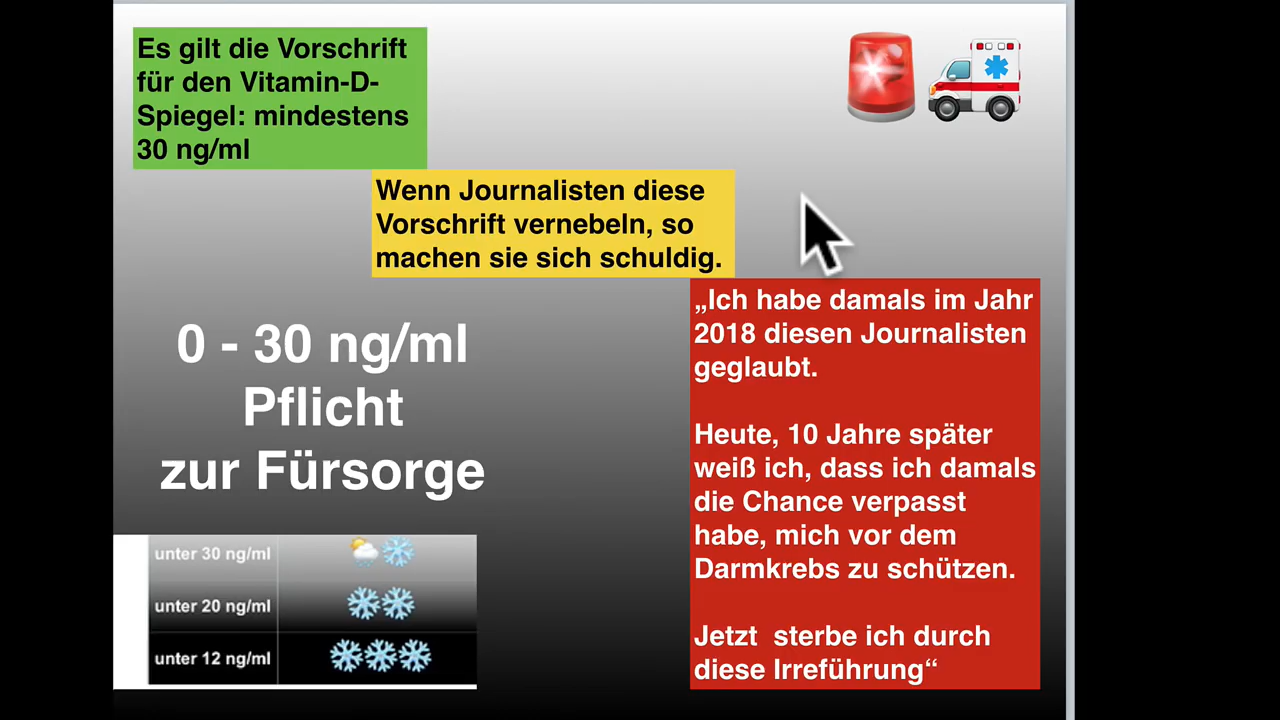 Es gilt die Vorschrift
für den Vitamin-D-
Spiegel: mindestens
30 ng/ml
Wenn Journalisten diese
Vorschrift vernebeln, so
machen sie sich schuldig.
„Ich habe damals im Jahr
2018 diesen Journalisten
geglaubt.
Heute, 10 Jahre später
weiß ich, dass ich damals
die Chance verpasst
habe, mich vor dem
Darmkrebs zu schützen.
Jetzt  sterbe ich durch
diese Irreführung“
0 - 30 ng/ml
Pflicht
zur Fürsorge
unter 30 ng/ml
unter 20 ng/ml
unter 12 ng/ml